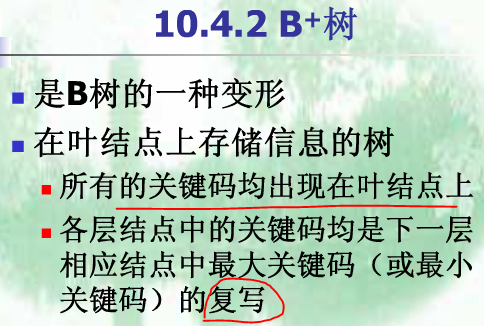 10.4.2 B+树
是B树的一种变形
在叶结点上存储信息的树
所有的关键码均出现在叶结点上
各层结点中的关键码均是下一层
相应结点中最大关键码（或最小
关键码）的复写